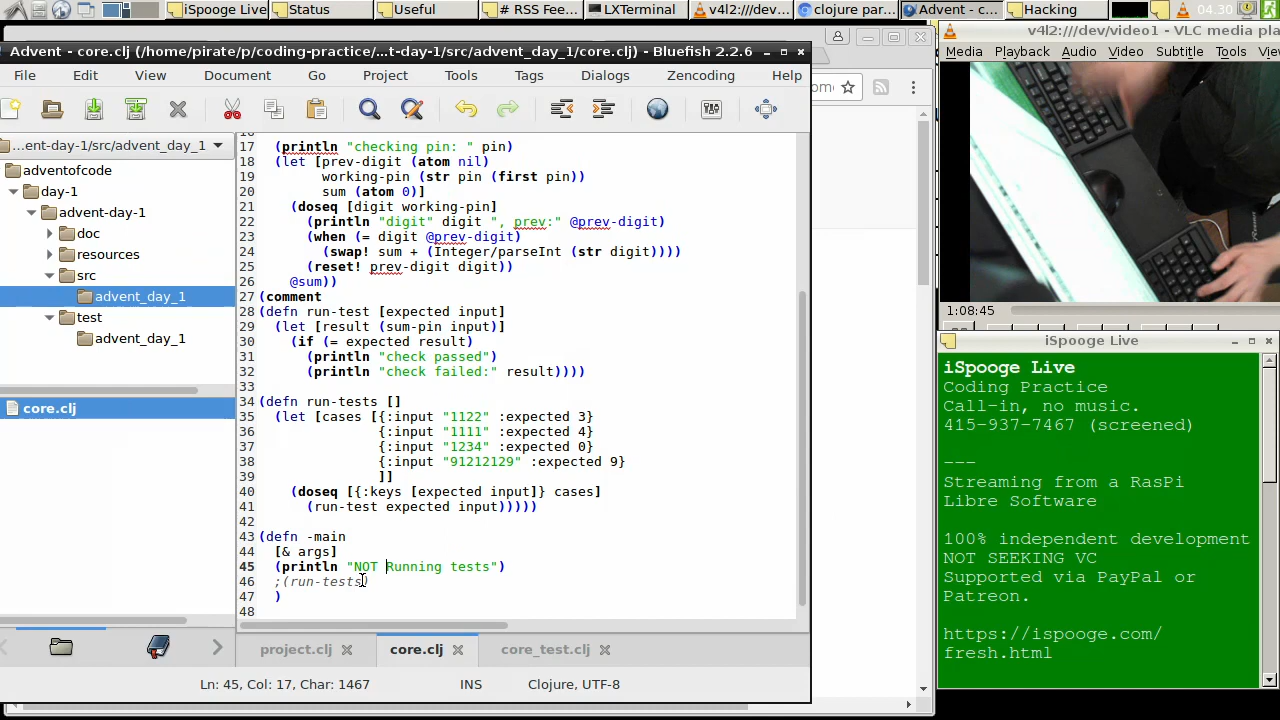 iSpooge Live
Status
Useful
# RSS Fee...
LXTerminal
v4l2:///dev...
clojure par...
Advent - c...
Hacking
04.30
Advent - core.clj (/home/pirate/p/coding-practice/...t-day-1/src/advent_day_1/core.clj) - Bluefish 2.2.6
File Edit View Document Go Project Tools Tags Dialogs Zencoding Help
...ent-day-1/src/advent_day_1
adventofcode
day-1
advent-day-1
doc
resources
src
advent_day_1
test
advent_day_1
core.clj
17 (println "checking pin: " pin)
18 (let [prev-digit (atom nil)
19 working-pin (str pin (first pin))
20 sum (atom 0)]
21 (doseq [digit working-pin]
22 (println "digit" digit ", prev:" @prev-digit)
23 (when (= digit @prev-digit)
24 (swap! sum + (Integer/parseInt (str digit))))
25 (reset! prev-digit digit))
26 @sum))
27 (comment
28 (defn run-test [expected input]
29 (let [result (sum-pin input)]
30 (if (= expected result)
31 (println "check passed")
32 (println "check failed:" result))))
33
34 (defn run-tests []
35 (let [cases [{:input "1122" :expected 3}
36 {:input "1111" :expected 4}
37 {:input "1234" :expected 0}
38 {:input "91212129" :expected 9}
39 ]]
40 (doseq [{:keys [expected input]} cases]
41 (run-test expected input)))))
42
43 (defn -main
44 [& args]
45 (println "NOT Running tests")
46 ;(run-tests)
47 )
48
project.clj
core.clj
core_test.clj
Ln: 45, Col: 17, Char: 1467
INS
Clojure, UTF-8
v4l2:///dev/video1 - VLC media pla
Media Playback Audio Video Subtitle Tools Vie
1:08:45
iSpooge Live
iSpooge Live
Coding Practice
Call-in, no music.
415-937-7467 (screened)
---
Streaming from a RasPi
Libre Software
100% independent development
NOT SEEKING VC
Supported via PayPal or
Patreon.
https://ispooge.com/
fresh.html